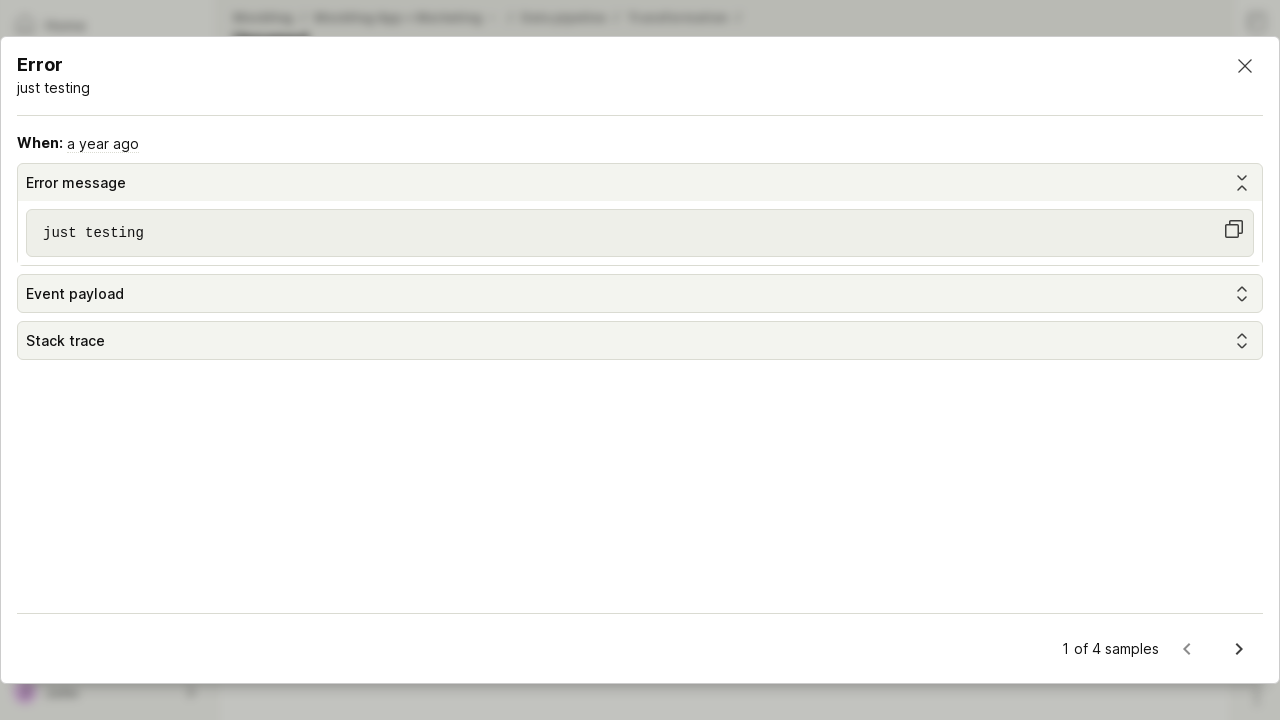 Error
just testing
When: a year ago
Error message
just testing
Event payload
Stack trace
1 of 4 samples